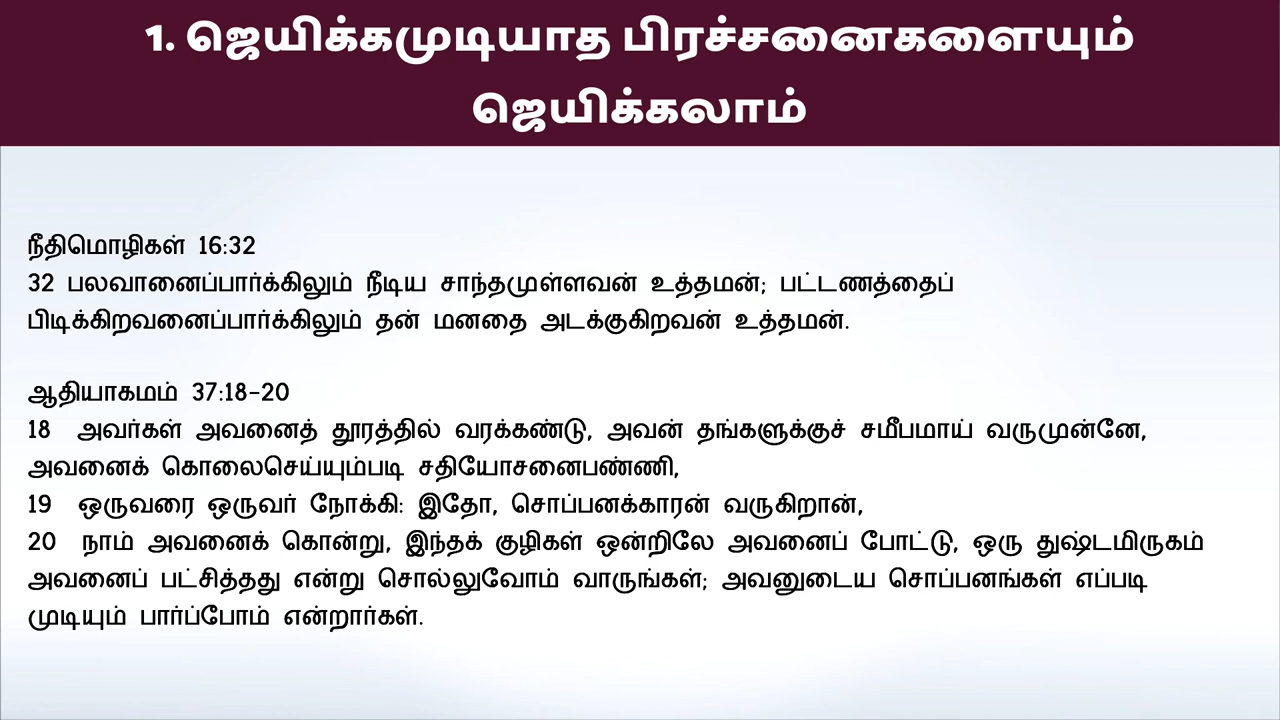 1. ஜெயிக்கமுடியாத பிரச்சனைகளையும்
ஜெயிக்கலாம்
நீதிமொழிகள் 16:32
32 பலவானைப்பார்க்கிலும் நீடிய சாந்தமுள்ளவன் உத்தமன்; பட்டணத்தைப்
பிடிக்கிறவனைப்பார்க்கிலும் தன் மனதை அடக்குகிறவன் உத்தமன்.
ஆதியாகமம் 37:18-20
18 அவர்கள் அவனைத் தூரத்தில் வரக்கண்டு, அவன் தங்களுக்குச் சமீபமாய் வருமுன்னே,
அவனைக் கொலைசெய்யும்படி சதியோசனைபண்ணி,
19 ஒருவரை ஒருவர் நோக்கி: இதோ, சொப்பனக்காரன் வருகிறான்,
20 நாம் அவனைக் கொன்று, இந்தக் குழிகள் ஒன்றிலே அவனைப் போட்டு, ஒரு துஷ்டமிருகம்
அவனைப் பட்சித்தது என்று சொல்லுவோம் வாருங்கள்; அவனுடைய சொப்பனங்கள் எப்படி
முடியும் பார்ப்போம் என்றார்கள்.